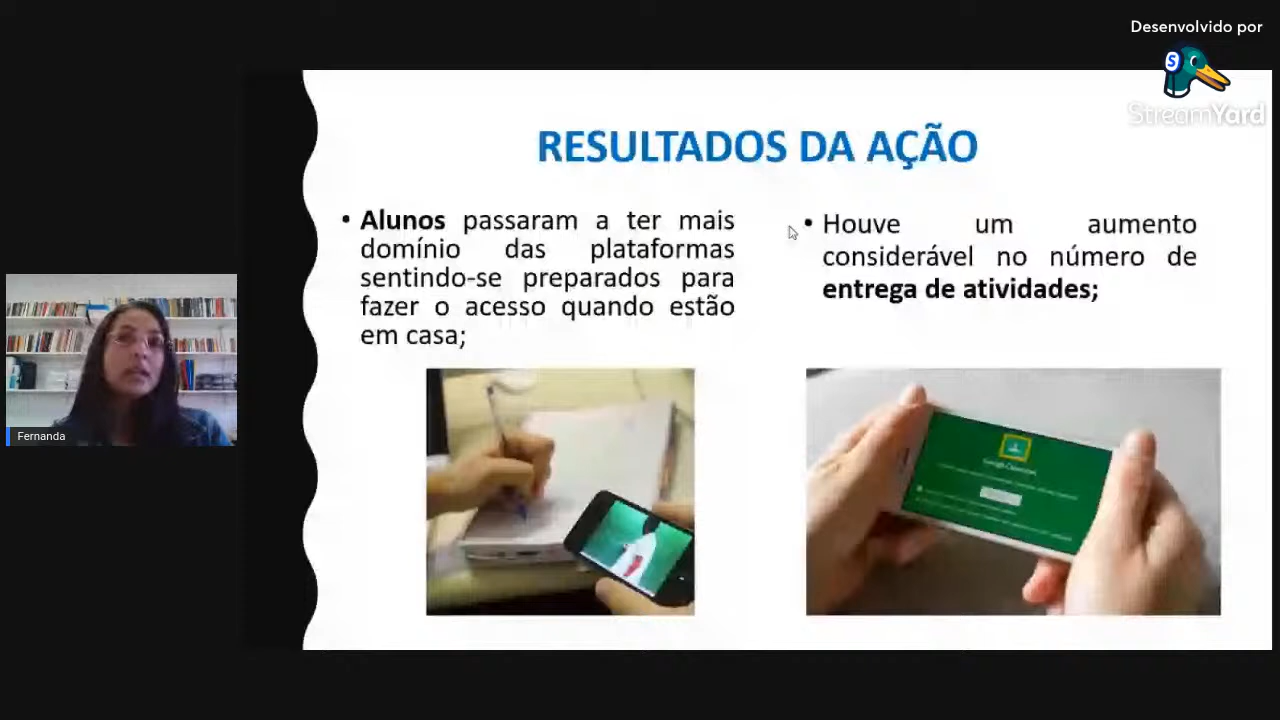 Desenvolvido por
StreamYard
RESULTADOS DA AÇÃO
• Alunos passaram a ter mais
domínio das plataformas
sentindo-se preparados para
fazer o acesso quando estão
em casa;
• Houve um aumento
considerável no número de
entrega de atividades;
Fernanda